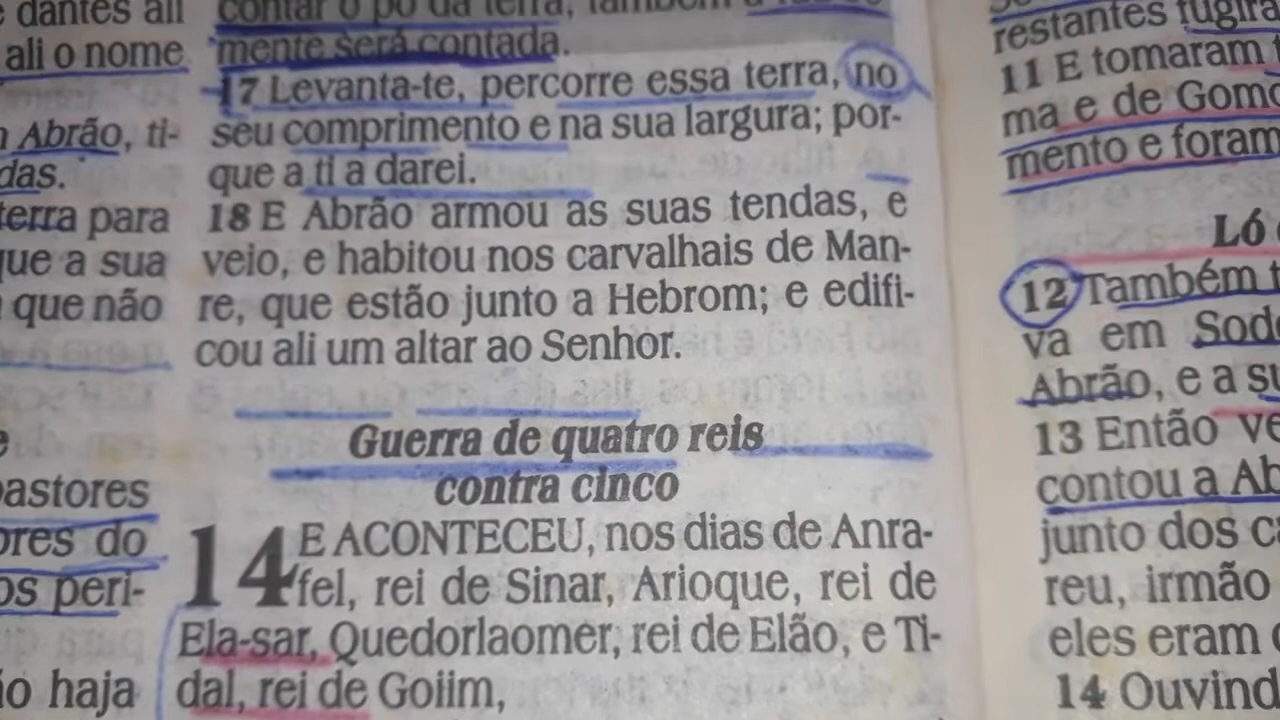 dantes ali
ali o nome
Abrão, ti-
das.
terra para
que a sua
que não
pastores
ores do
os peri-
ão haja
contar o pó da terra, também a
mente será contada.
17 Levanta-te, percorre essa terra, no
seu comprimento e na sua largura; por-
que a ti a darei.
18 E Abrão armou as suas tendas, e
veio, e habitou nos carvalhais de Man-
re, que estão junto a Hebrom; e edifi-
cou ali um altar ao Senhor.
Guerra de quatro reis
contra cinco
14 E ACONTECEU, nos dias de Anra-
fel, rei de Sinar, Arioque, rei de
Ela-sar, Quedorlaomer, rei de Elão, e Ti-
dal, rei de Goiim,
restantes fugira
11 E tomaram
ma e de Gomo
mento e foram
Ló
12 Também t
va em Sodo
Abrão, e a su
13 Então ve
contou a Ab
junto dos ca
reu, irmão
eles eram
14 Ouvind